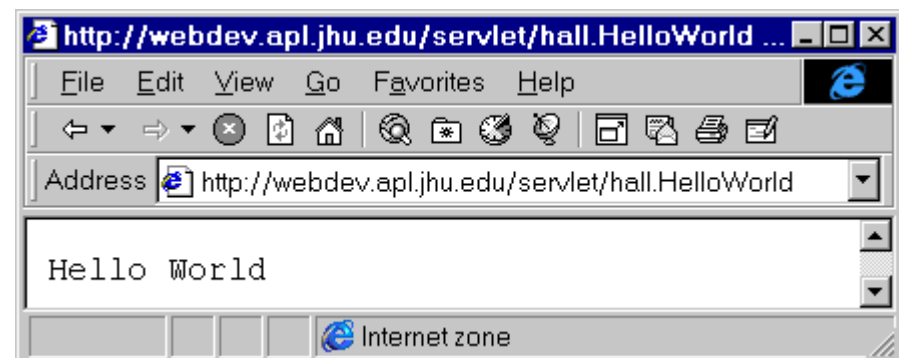 http://webdev.apl.jhu.edu/servlet/hall.HelloWorld ...
File Edit View Go Favorites Help
Address http://webdev.apl.jhu.edu/servlet/hall.HelloWorld
Hello World
Internet zone